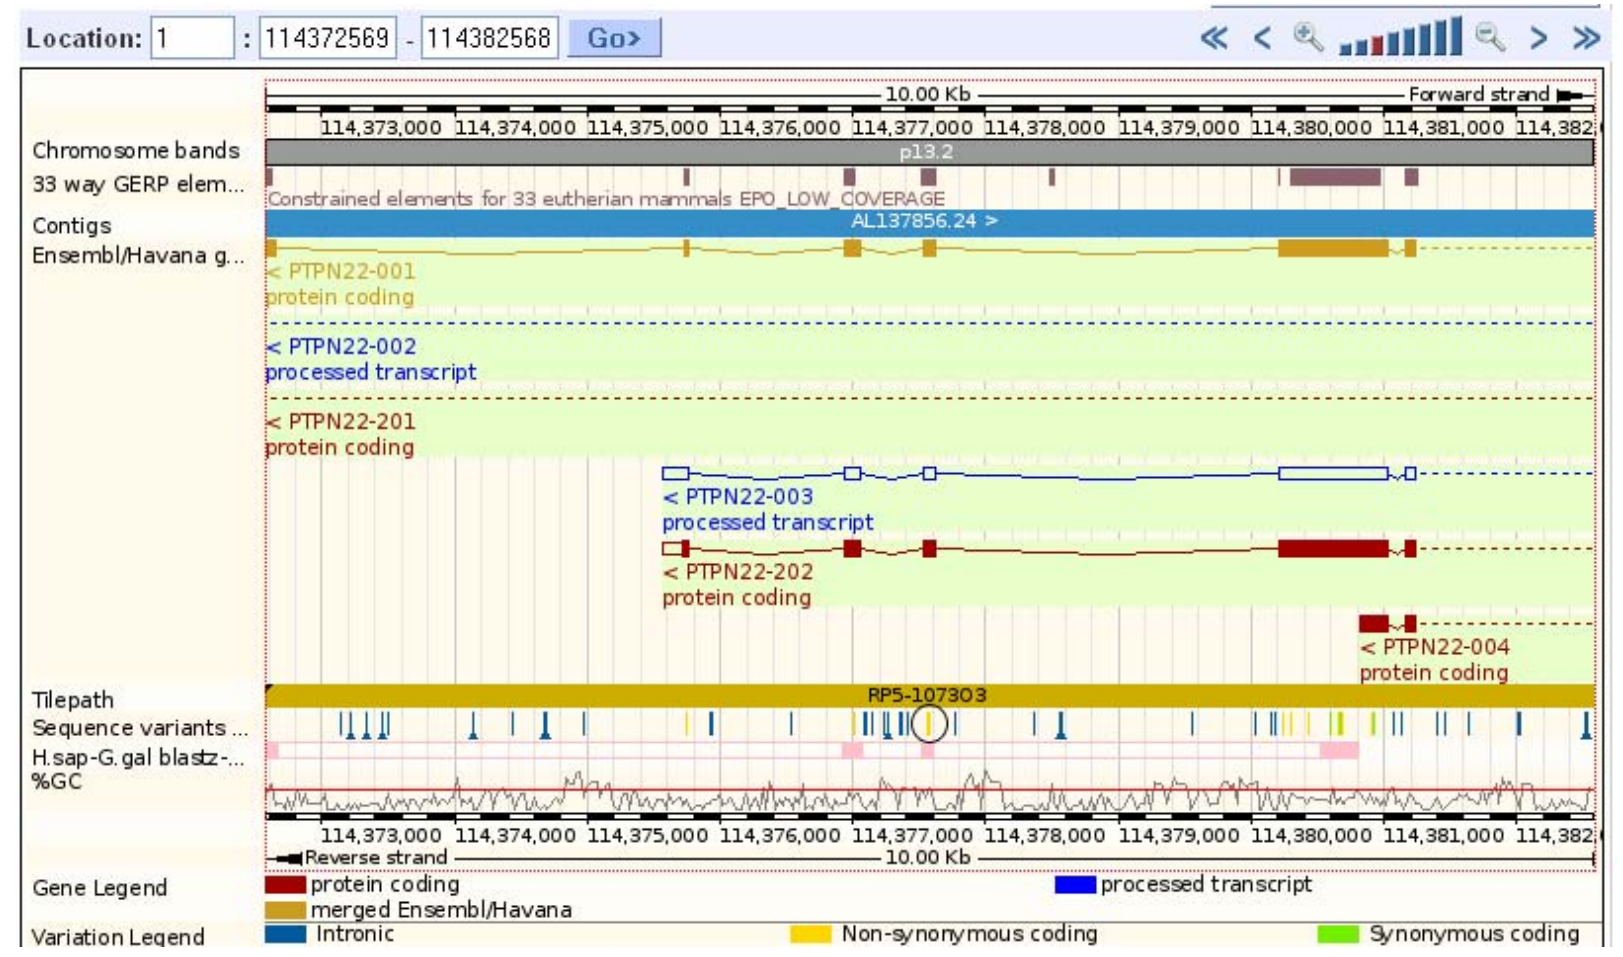 Location: 1 : 114372569 - 114382568 Go>
10.00 Kb Forward strand
114,373,000 114,374,000 114,375,000 114,376,000 114,377,000 114,378,000 114,379,000 114,380,000 114,381,000 114,382
Chromosome bands p13.2
33 way GERP elem...
Constrained elements for 33 eutherian mammals EPO_LOW_COVERAGE
Contigs AL137856.24 >
Ensembl/Havana g...
< PTPN22-001
protein coding
< PTPN22-002
processed transcript
< PTPN22-201
protein coding
< PTPN22-003
processed transcript
< PTPN22-202
protein coding
< PTPN22-004
protein coding
Tilepath RP5-1073O3
Sequence variants ...
H.sap-G.gal blastz-...
%GC
114,373,000 114,374,000 114,375,000 114,376,000 114,377,000 114,378,000 114,379,000 114,380,000 114,381,000 114,382
Reverse strand 10.00 Kb
Gene Legend protein coding processed transcript
merged Ensembl/Havana
Variation Legend Intronic Non-synonymous coding Synonymous coding